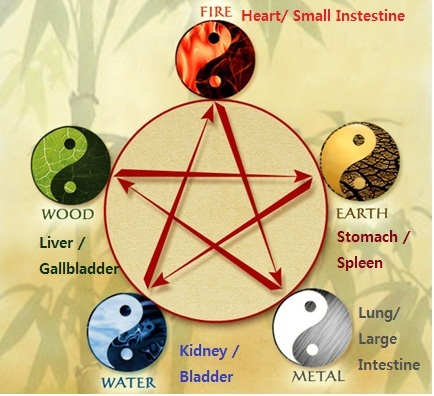 FIRE Heart/ Small Instestine
WOOD
Liver /
Gallbladder
EARTH
Stomach /
Spleen
WATER
Kidney /
Bladder
METAL
Lung/
Large
Intestine